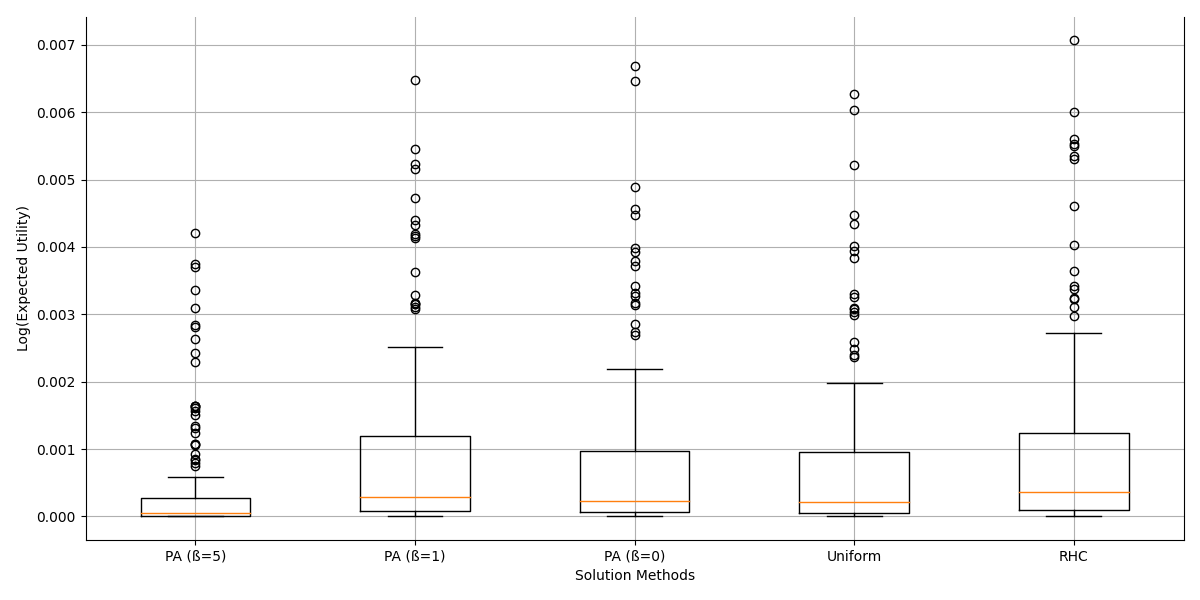 Log(Expected Utility)
0.007
0.006
0.005
0.004
0.003
0.002
0.001
0.000
PA (ß=5)
PA (ß=1)
PA (ß=0)
Uniform
RHC
Solution Methods